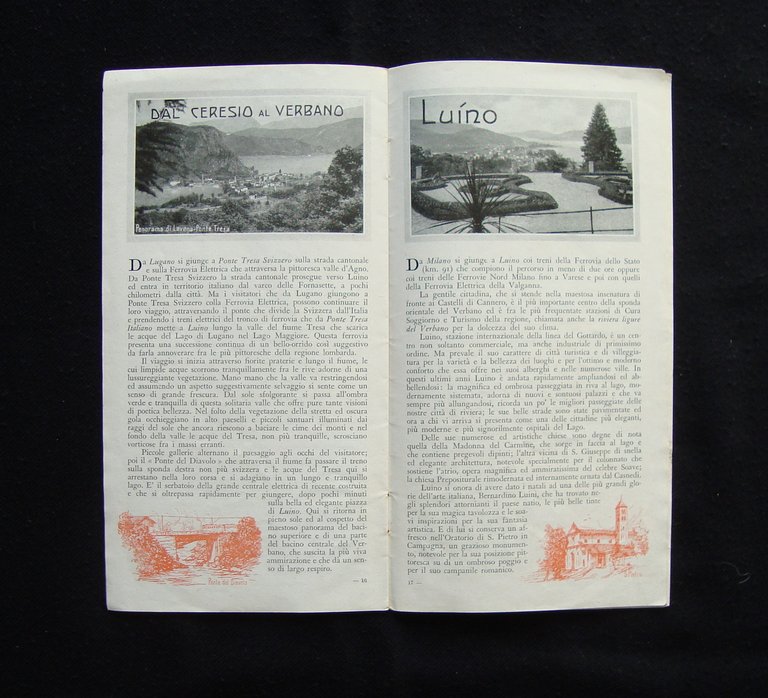 DAL CERESIO AL VERBANO
Panorama di Lavena-Ponte Tresa
Da Lugano si giunge a Ponte Tresa Svizzero sulla strada cantonale
e sulla Ferrovia Elettrica che attraversa la pittoresca valle d'Agno.
Da Ponte Tresa Svizzero la strada cantonale prosegue verso Luino
ed entra in territorio italiano dal varco delle Fornasette, a pochi
chilometri dalla città. Ma i visitatori che da Lugano giungono a
Ponte Tresa Svizzero colla Ferrovia Elettrica, possono continuare il
loro viaggio, attraversando il ponte che divide la Svizzera dall'Italia
e prendendo i treni elettrici del tronco di ferrovia che da Ponte Tresa
Italiano mette a Luino lungo la valle del fiume Tresa che scarica
le acque del Lago di Lugano nel Lago Maggiore. Questa ferrovia
presenta una successione continua di un bello-orrido così suggestivo
da farla annoverare fra le più pittoresche della regione lombarda.
Il viaggio si inizia attraverso fiorite praterie e lungo il fiume, le
cui limpide acque scorrono tranquillamente fra le rive adorne di una
lussureggiante vegetazione. Mano mano che la valle va restringendosi
ed assumendo un aspetto suggestivamente selvaggio si sente come un
senso di grande frescura. Dal sole sfolgorante si passa all'ombra
verde e tranquilla di questa solitaria valle che offre pure tante visioni
di poetica bellezza. Nel folto della vegetazione della stretta ed oscura
gola occhieggiano in alto paeselli e piccoli santuari illuminati dai
raggi del sole che ancora riescono a baciare le cime dei monti e nel
fondo della valle le acque del Tresa, non più tranquille, scrosciano
vorticose fra i massi erranti.
Piccole gallerie alternano il paesaggio agli occhi del visitatore;
poi il « Ponte del Diavolo » che attraversa il fiume fa passare il treno
sulla sponda destra non più svizzera e le acque del Tresa qui si
arrestano nella loro corsa e si adagiano in un lungo e tranquillo
lago. E' il serbatoio della grande centrale elettrica di recente costruita
e che si oltrepassa rapidamente per giungere, dopo pochi minuti
sulla bella ed elegante piazza
di Luino. Qui si ritorna in
pieno sole ed al cospetto del
maestoso panorama del baci-
no superiore e di una parte
del bacino centrale del Ver-
bano, che suscita la più viva
ammirazione e che dà un sen-
so di largo respiro.
Ponte del Diavolo
— 16
Luino
Da Milano si giunge a Luino coi treni della Ferrovia dello Stato
(km. 91) che compiono il percorso in meno di due ore oppure
coi treni delle Ferrovie Nord Milano fino a Varese e poi con quelli
della Ferrovia Elettrica della Valganna.
La gentile cittadina, che si stende nella maestosa insenatura di
fronte ai Castelli di Cannero, è il più importante centro della sponda
orientale del Verbano ed è fra le più frequentate stazioni di Cura
Soggiorno e Turismo della regione, chiamata anche la riviera ligure
del Verbano per la dolcezza del suo clima.
Luino, stazione internazionale della linea del Gottardo, è un cen-
tro non soltanto commerciale, ma anche industriale di primissimo
ordine. Ma prevale il suo carattere di città turistica e di villeggia-
tura per la varietà e la bellezza dei luoghi e per l'ottimo e moderno
conforto che essa offre nei suoi alberghi e nelle numerose ville. In
questi ultimi anni Luino è andata rapidamente ampliandosi ed ab-
bellendosi: la magnifica ed ombrosa passeggiata in riva al lago, mo-
dernamente sistemata, adorna di nuovi e sontuosi palazzi e che va
sempre più allungandosi, ricorda un po' le migliori passeggiate delle
nostre città di riviera; le sue belle strade sono state pavimentate ed
ora a chi vi arriva si presenta come una delle cittadine più eleganti,
più moderne e più signorilmente ospitali del Lago.
Delle sue numerose ed artistiche chiese sono degne di nota
quella della Madonna del Carmine, che sorge in faccia al lago e
che contiene pregevoli dipinti; l'altra vicina di S. Giuseppe di snella
ed elegante architettura, notevole specialmente per il colonnato che
sostiene l'atrio, opera magnifica ed ammiratissima del celebre Soave;
la chiesa Prepositurale rimodernata ed internamente ornata dal Casnedi.
Luino si onora di avere dato i natali a una delle più grandi glo-
rie dell'arte italiana, Bernardino Luini, che ha trovato ne-
gli splendori attornianti il paese natio, le più belle tinte
per la sua magica tavolozza e le soa-
vi inspirazioni per la sua fantasia
artistica. E di lui si conserva un af-
fresco nell'Oratorio di S. Pietro in
Campagna, un grazioso monumen-
to, notevole per la sua posizione pit-
toresca su di un ombroso poggio e
per il suo campanile romanico.
S. Pietro
17 —